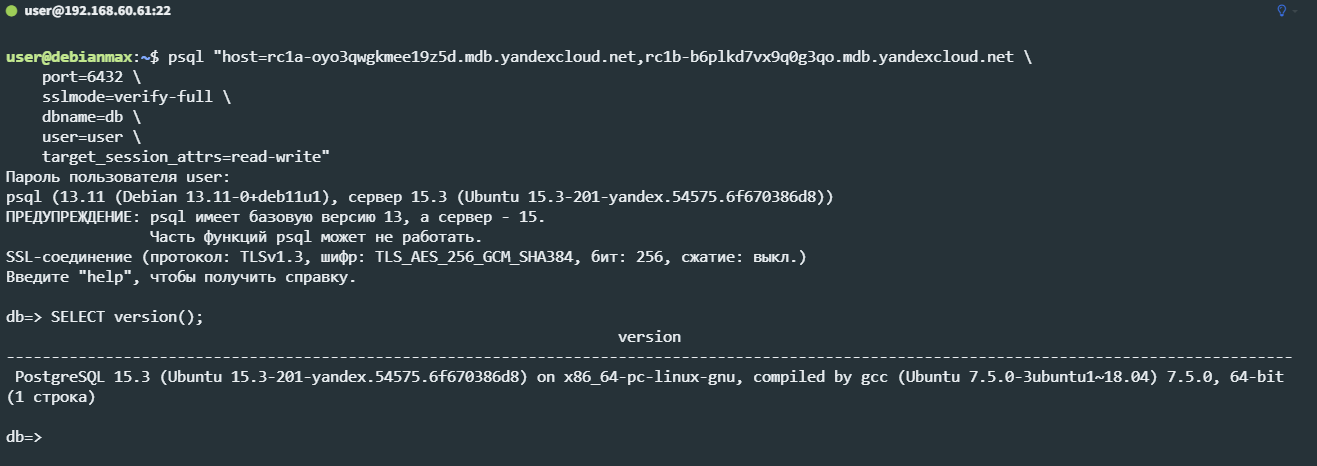 user@192.168.60.61:22
user@debianmax:~$ psql "host=rc1a-oyo3qwgkmee19z5d.mdb.yandexcloud.net,rc1b-b6plkd7vx9q0g3qo.mdb.yandexcloud.net \
port=6432 \
sslmode=verify-full \
dbname=db \
user=user \
target_session_attrs=read-write"
Пароль пользователя user:
psql (13.11 (Debian 13.11-0+deb11u1), сервер 15.3 (Ubuntu 15.3-201-yandex.54575.6f670386d8))
ПРЕДУПРЕЖДЕНИЕ: psql имеет базовую версию 13, а сервер - 15.
Часть функций psql может не работать.
SSL-соединение (протокол: TLSv1.3, шифр: TLS_AES_256_GCM_SHA384, бит: 256, сжатие: выкл.)
Введите "help", чтобы получить справку.
db=> SELECT version();
version
-----------------------------------------------------------------------------------------------------------------------------------------------
PostgreSQL 15.3 (Ubuntu 15.3-201-yandex.54575.6f670386d8) on x86_64-pc-linux-gnu, compiled by gcc (Ubuntu 7.5.0-3ubuntu1~18.04) 7.5.0, 64-bit
(1 строка)
db=>